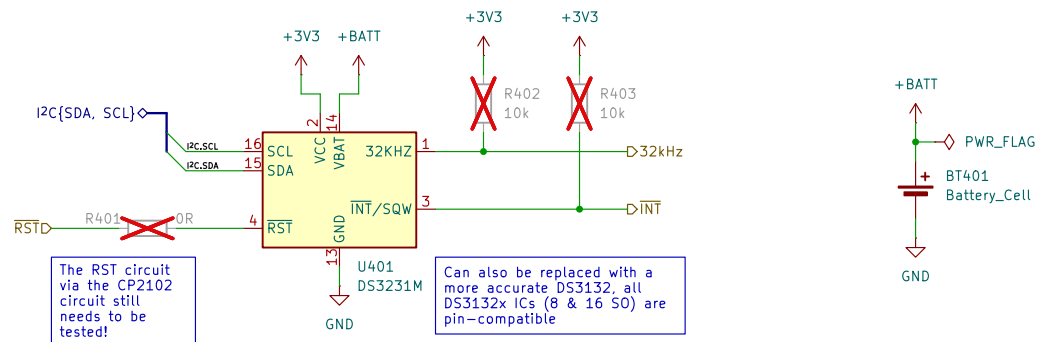 +3V3
+3V3
+3V3
+BATT
+BATT
I²C{SDA, SCL}
R402
10k
R403
10k
2
14
VCC
VBAT
I²C.SCL
16
SCL
32KHZ
1
32kHz
I²C.SDA
15
SDA
PWR_FLAG
+
BT401
Battery_Cell
INT/SQW
3
INT
RST
R401
0R
4
RST
GND
13
U401
DS3231M
GND
GND
The RST circuit
via the CP2102
circuit still
needs to be
tested!
Can also be replaced with a
more accurate DS3132, all
DS3132x ICs (8 & 16 SO) are
pin-compatible